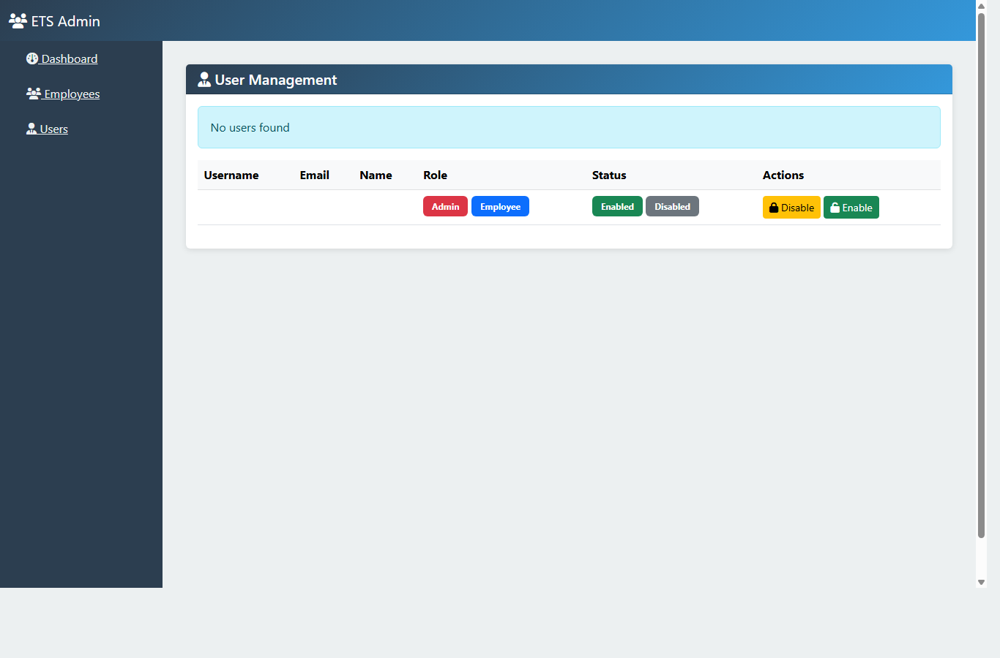 ETS Admin
Dashboard
Employees
Users
User Management
No users found
Username Email Name Role Status Actions
Admin Employee Enabled Disabled Disable Enable